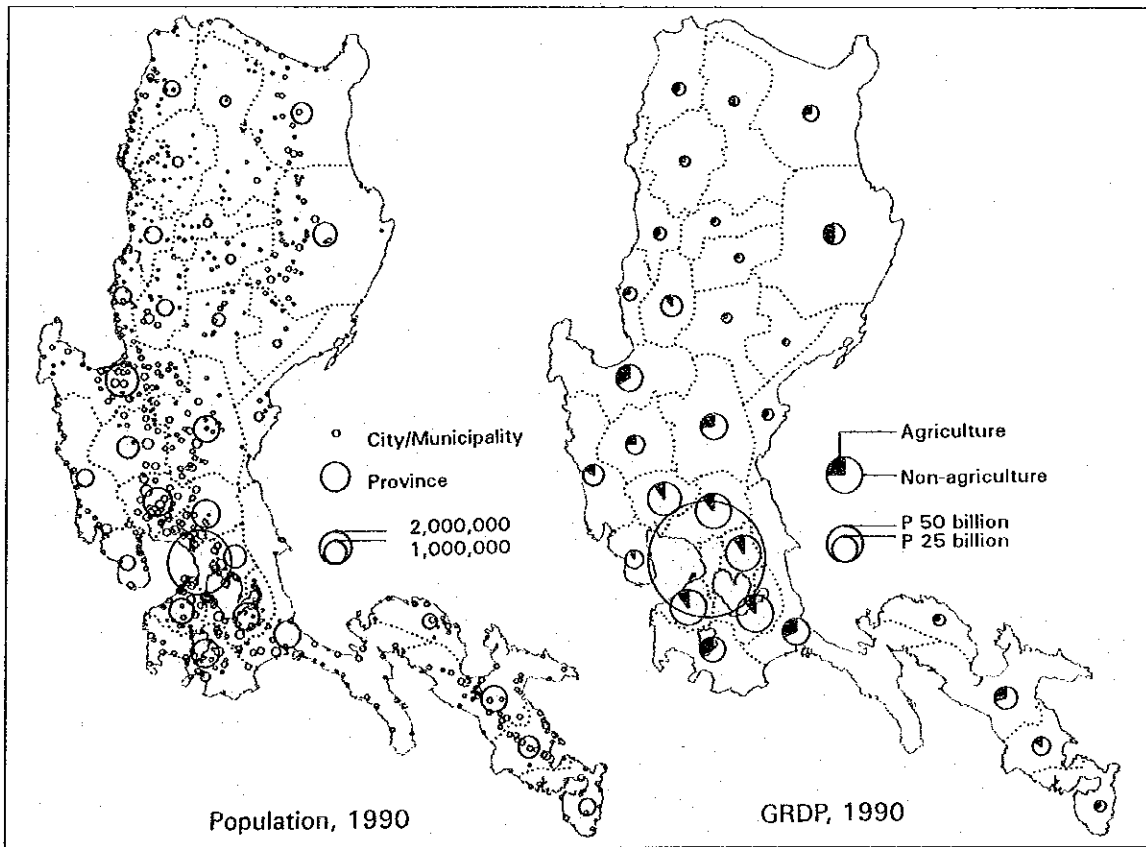 City/Municipality
Province
2,000,000
1,000,000
Population, 1990
Agriculture
Non-agriculture
P 50 billion
P 25 billion
GRDP, 1990